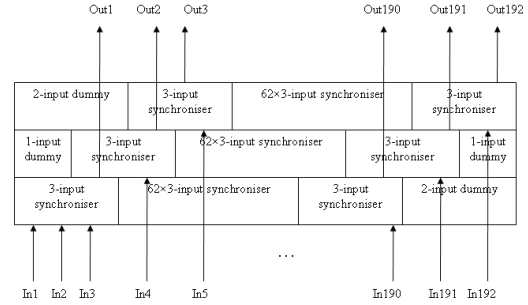 Out1 Out2 Out3 Out190 Out191 Out192
2-input dummy 3-input synchroniser 62×3-input synchroniser 3-input synchroniser
1-input dummy 3-input synchroniser 62×3-input synchroniser 3-input synchroniser 1-input dummy
3-input synchroniser 62×3-input synchroniser 3-input synchroniser 2-input dummy
...
In1 In2 In3 In4 In5 In190 In191 In192